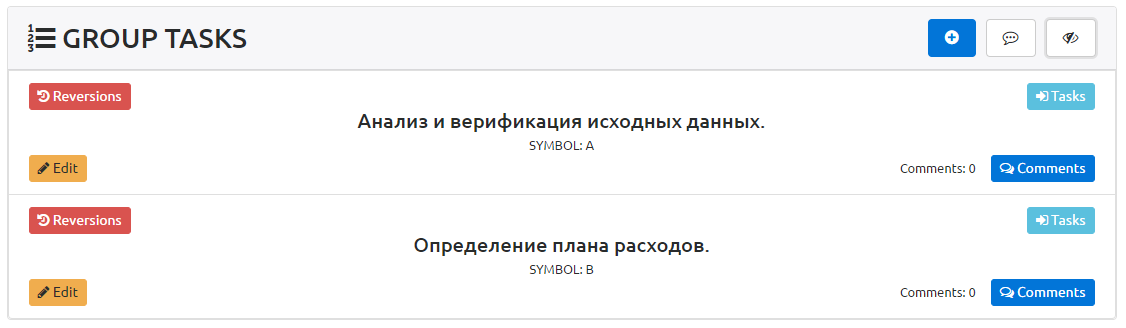 GROUP TASKS
Reversions
Tasks
Анализ и верификация исходных данных.
SYMBOL: A
Edit
Comments: 0
Comments
Reversions
Tasks
Определение плана расходов.
SYMBOL: B
Edit
Comments: 0
Comments